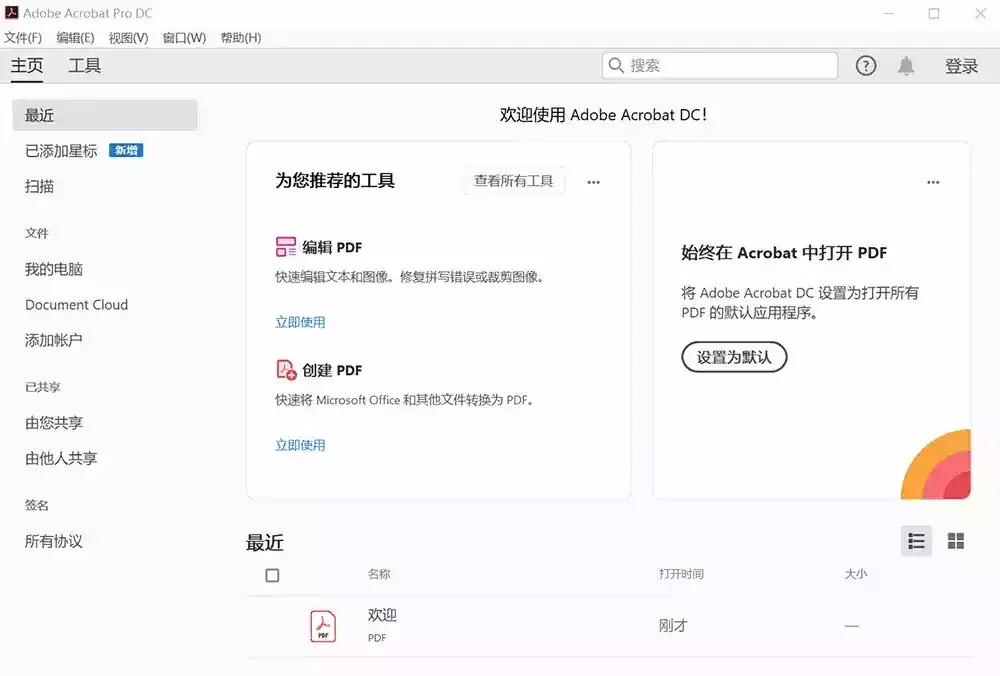 Adobe Acrobat Pro DC
文件(F) 编辑(E) 视图(V) 窗口(W) 帮助(H)
主页 工具 搜索 登录
最近
已添加星标 新增
扫描
文件
我的电脑
Document Cloud
添加帐户
已共享
由您共享
由他人共享
签名
所有协议
欢迎使用 Adobe Acrobat DC!
为您推荐的工具 查看所有工具
编辑 PDF
快速编辑文本和图像。修复拼写错误或裁剪图像。
立即使用
创建 PDF
快速将 Microsoft Office 和其他文件转换为 PDF。
立即使用
始终在 Acrobat 中打开 PDF
将 Adobe Acrobat DC 设置为打开所有
PDF 的默认应用程序。
设置为默认
最近
名称 打开时间 大小
欢迎
PDF
PDF
刚才 —